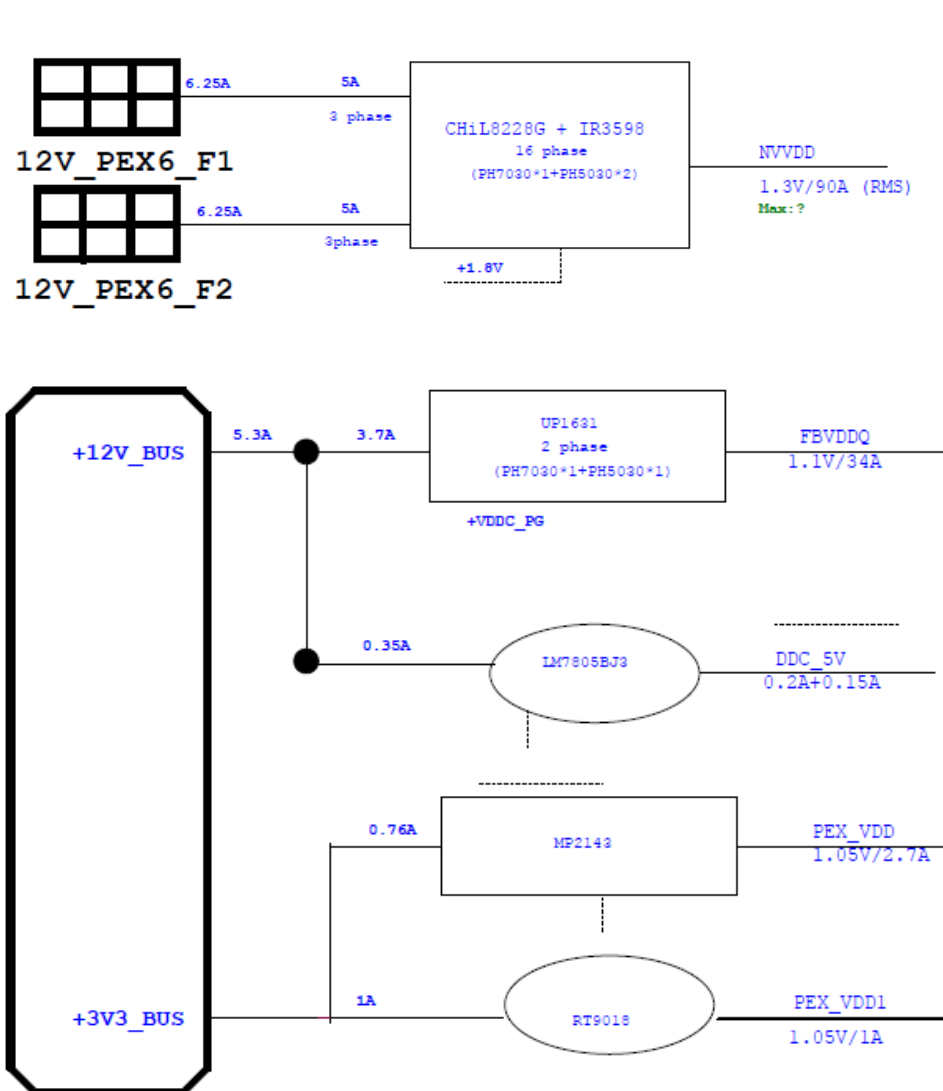 6.25A 5A
3 phase
12V_PEX6_F1
6.25A 5A
3phase
12V_PEX6_F2
CHiL8228G + IR3598
16 phase
(PH7030*1+PH5030*2)
+1.8V
NVVDD
1.3V/90A (RMS)
Max:?
+12V_BUS 5.3A 3.7A
UP1631
2 phase
(PH7030*1+PH5030*1)
+VDDC_PG
FBVDDQ
1.1V/34A
0.35A
LM7805BJ3
DDC_5V
0.2A+0.15A
0.76A
MP2143
PEX_VDD
1.05V/2.7A
+3V3_BUS 1A
RT9018
PEX_VDD1
1.05V/1A